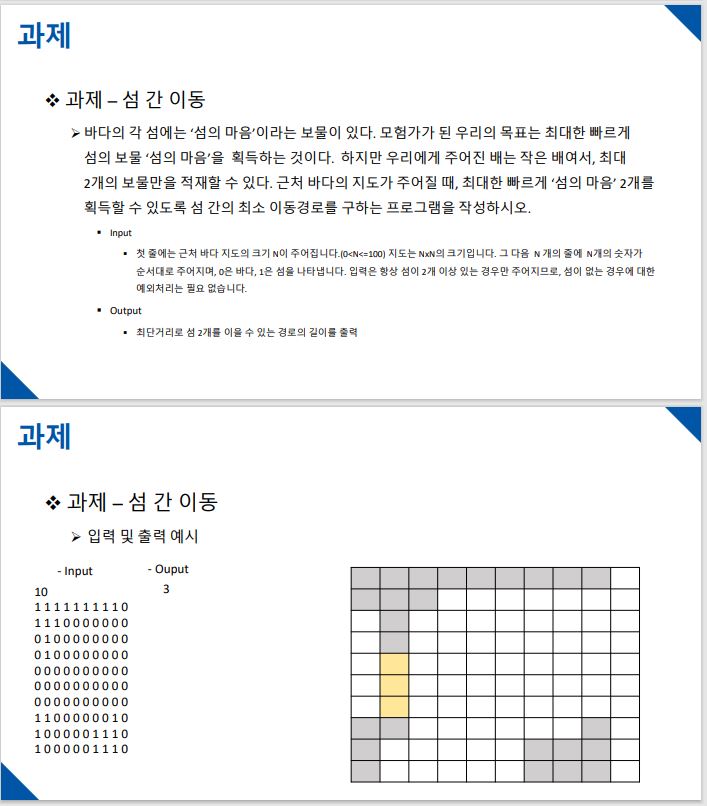 과제
❖ 과제 – 섬 간 이동
➢ 바다의 각 섬에는 ‘섬의 마음’이라는 보물이 있다. 모험가가 된 우리의 목표는 최대한 빠르게
섬의 보물 ‘섬의 마음’을 획득하는 것이다. 하지만 우리에게 주어진 배는 작은 배여서, 최대
2개의 보물만을 적재할 수 있다. 근처 바다의 지도가 주어질 때, 최대한 빠르게 ‘섬의 마음’ 2개를
획득할 수 있도록 섬 간의 최소 이동경로를 구하는 프로그램을 작성하시오.
▪ Input
▪ 첫 줄에는 근처 바다 지도의 크기 N이 주어집니다.(0<N<=100) 지도는 NxN의 크기입니다. 그 다음 N 개의 줄에 N개의 숫자가
순서대로 주어지며, 0은 바다, 1은 섬을 나타냅니다. 입력은 항상 섬이 2개 이상 있는 경우만 주어지므로, 섬이 없는 경우에 대한
예외처리는 필요 없습니다.
▪ Output
▪ 최단거리로 섬 2개를 이을 수 있는 경로의 길이를 출력
과제
❖ 과제 – 섬 간 이동
➢ 입력 및 출력 예시
- Input
10
1 1 1 1 1 1 1 1 1 0
1 1 1 0 0 0 0 0 0 0
0 1 0 0 0 0 0 0 0 0
0 1 0 0 0 0 0 0 0 0
0 0 0 0 0 0 0 0 0 0
0 0 0 0 0 0 0 0 0 0
0 0 0 0 0 0 0 0 0 0
1 1 0 0 0 0 0 0 1 0
1 0 0 0 0 0 1 1 1 0
1 0 0 0 0 0 1 1 1 0
- Ouput
3